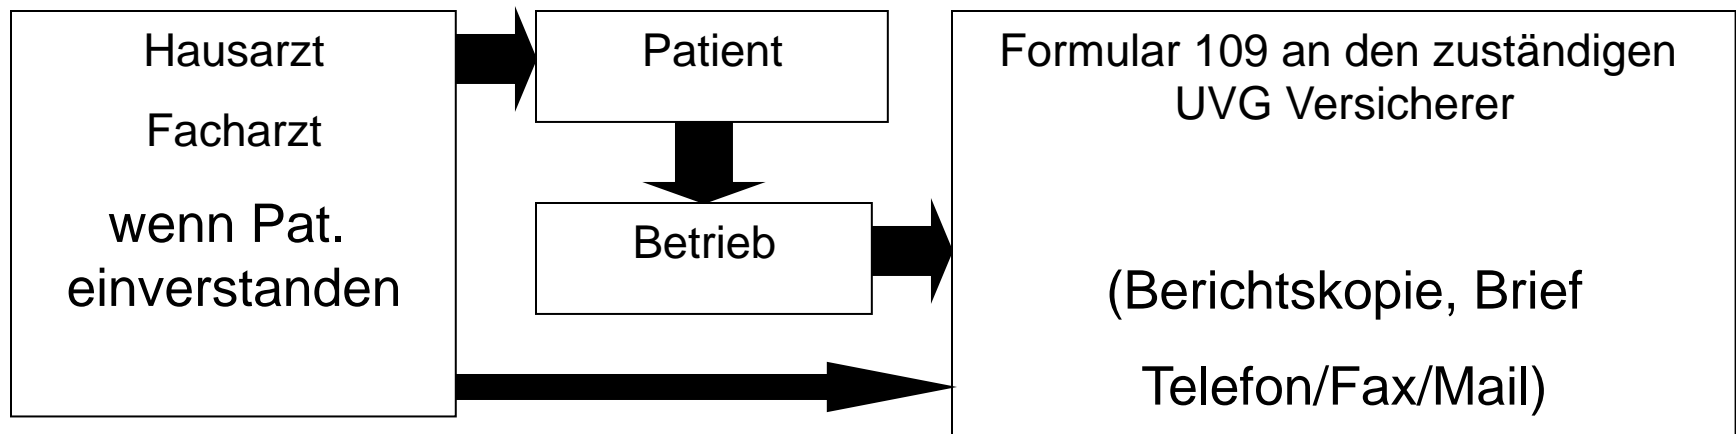 Hausarzt
Facharzt
wenn Pat.
einverstanden
Patient
Betrieb
Formular 109 an den zuständigen
UVG Versicherer
(Berichtskopie, Brief
Telefon/Fax/Mail)